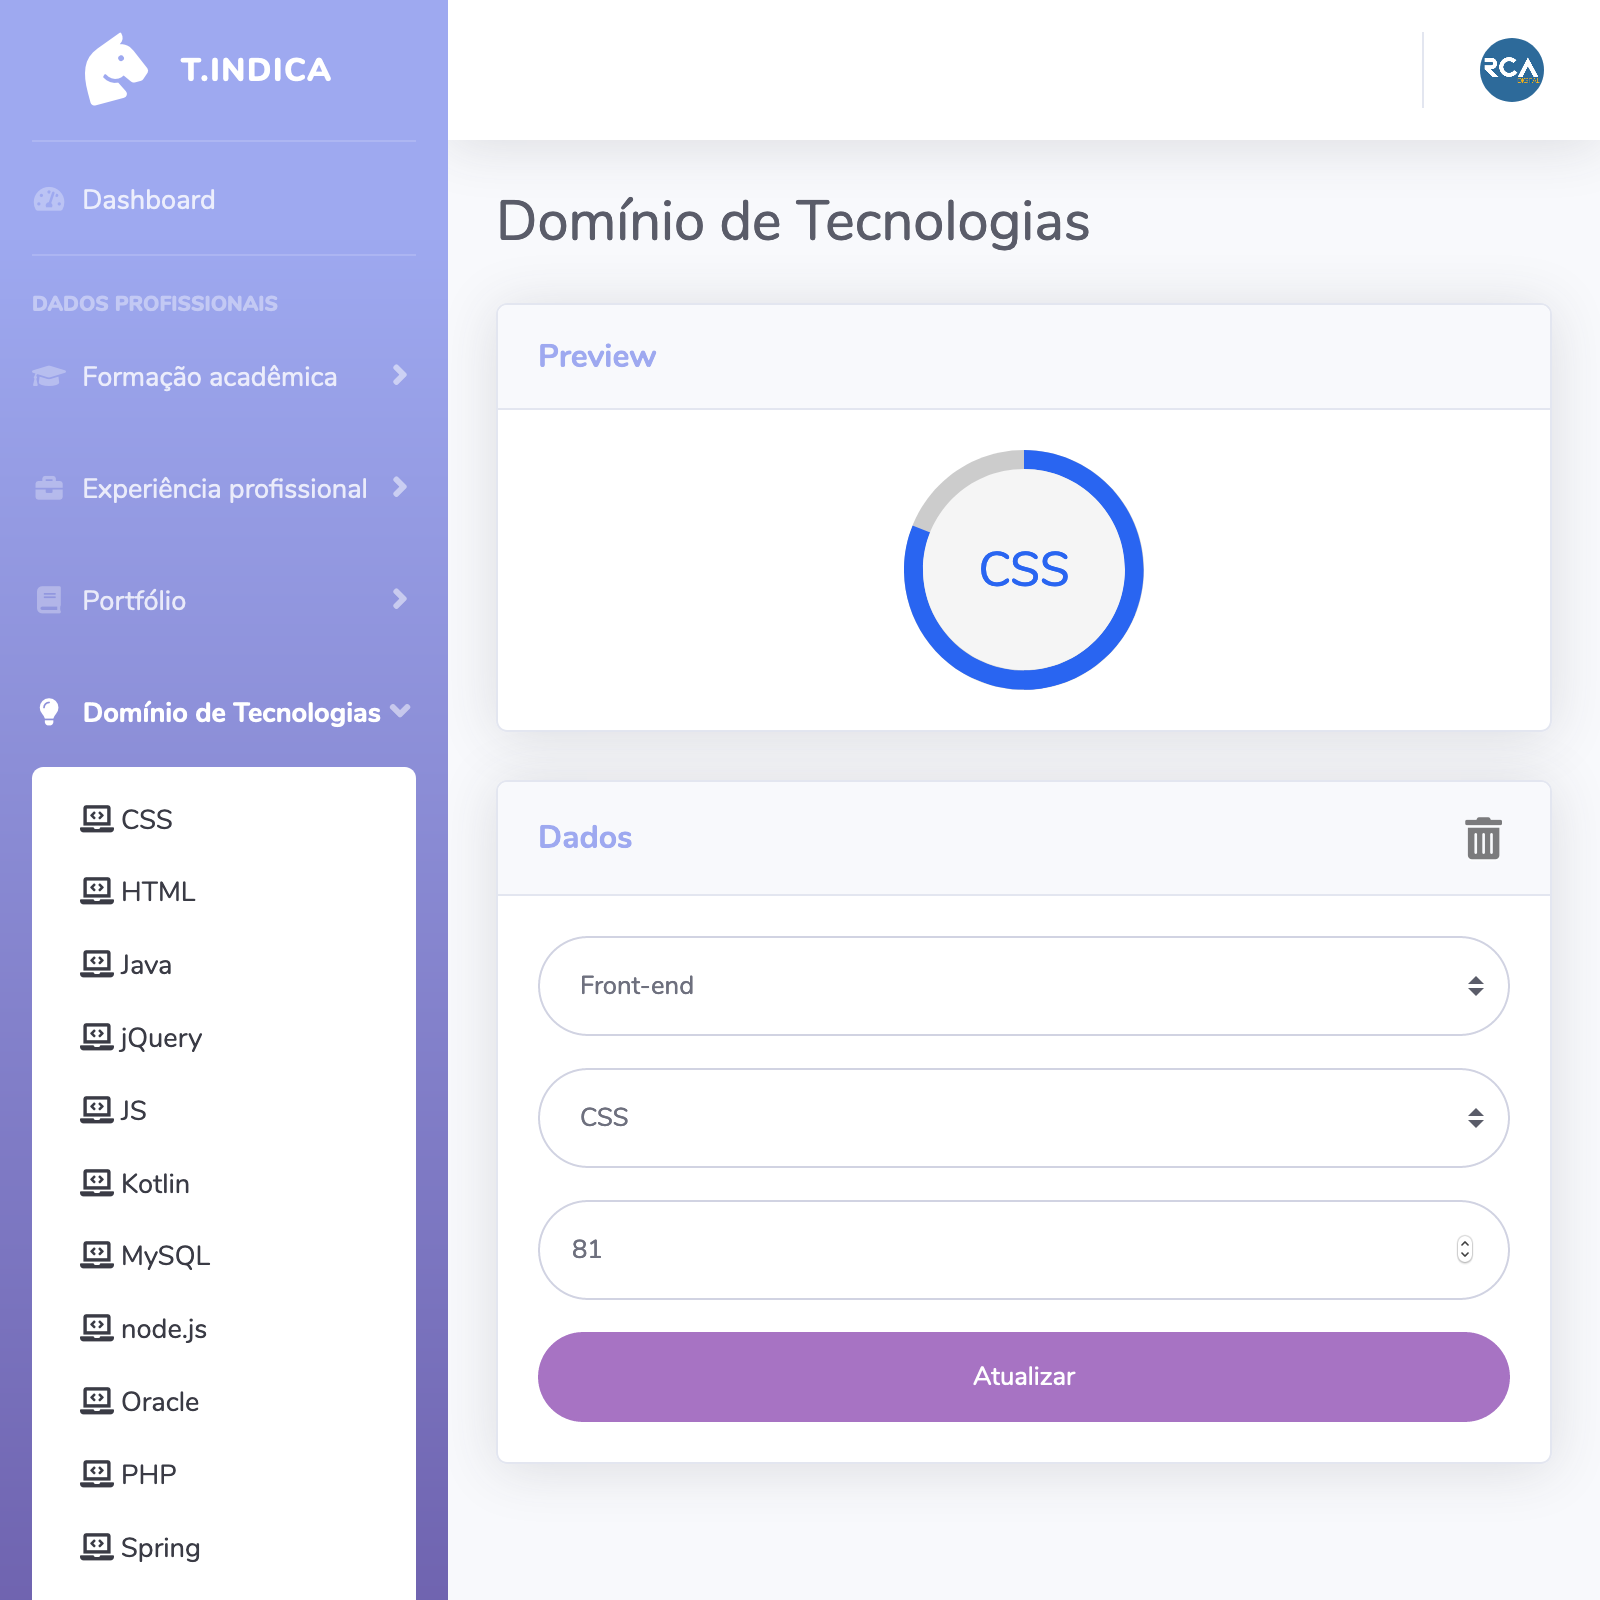 T.INDICA
RCA
DIGITAL
Dashboard
DADOS PROFISSIONAIS
Formação acadêmica
Experiência profissional
Portfólio
Domínio de Tecnologias
CSS
HTML
Java
jQuery
JS
Kotlin
MySQL
node.js
Oracle
PHP
Spring
Domínio de Tecnologias
Preview
CSS
Dados
Front-end
CSS
81
Atualizar